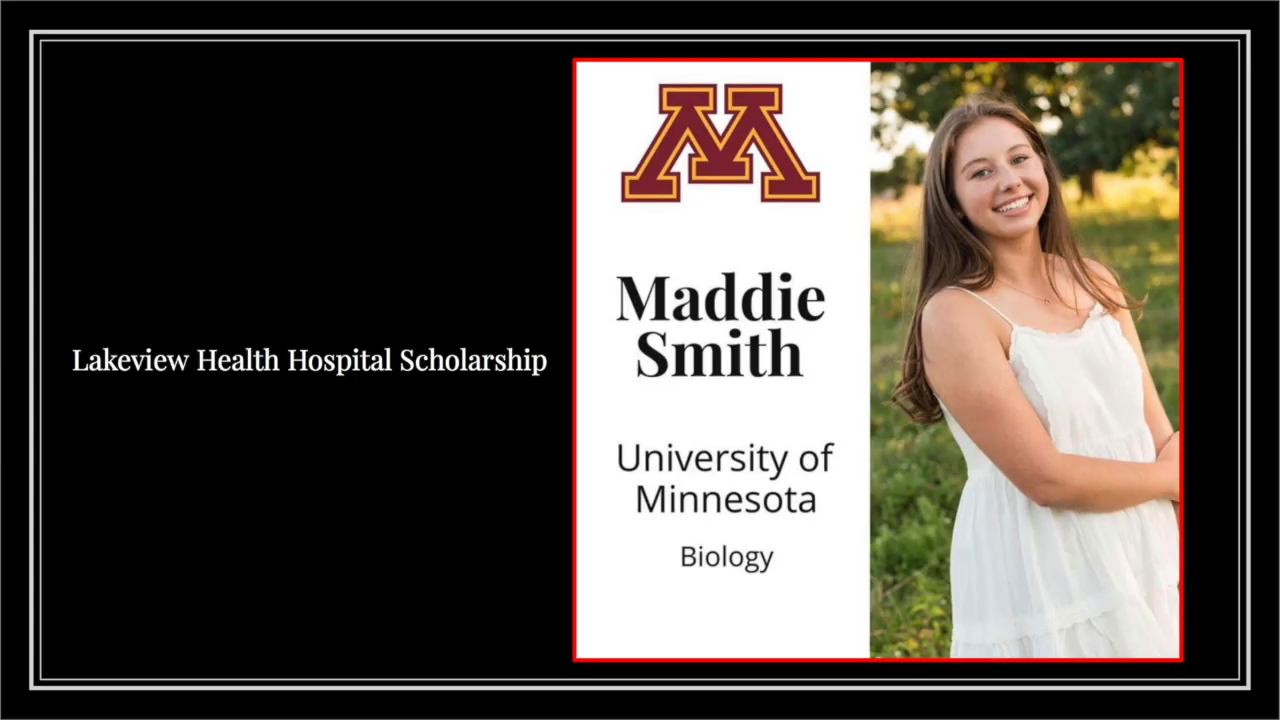 Lakeview Health Hospital Scholarship
M
Maddie
Smith
University of
Minnesota
Biology